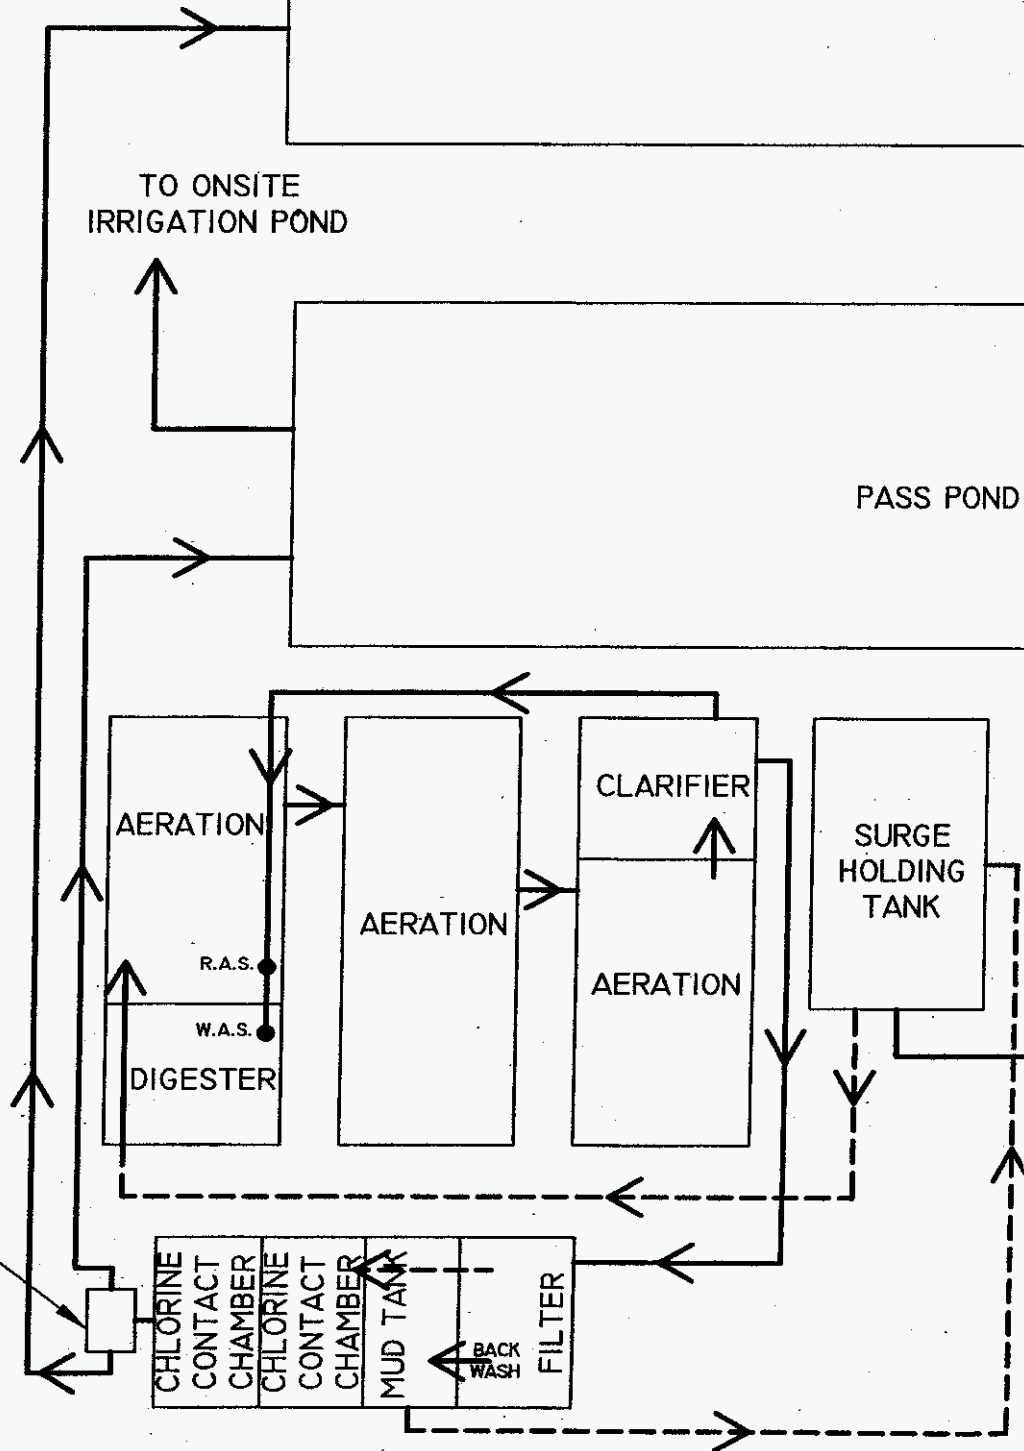 TO ONSITE
IRRIGATION POND
PASS POND
AERATION
R.A.S.
W.A.S.
DIGESTER
AERATION
CLARIFIER
AERATION
SURGE
HOLDING
TANK
CHLORINE
CONTACT
CHAMBER
CHLORINE
CONTACT
CHAMBER
MUD TANK
BACK
WASH
FILTER